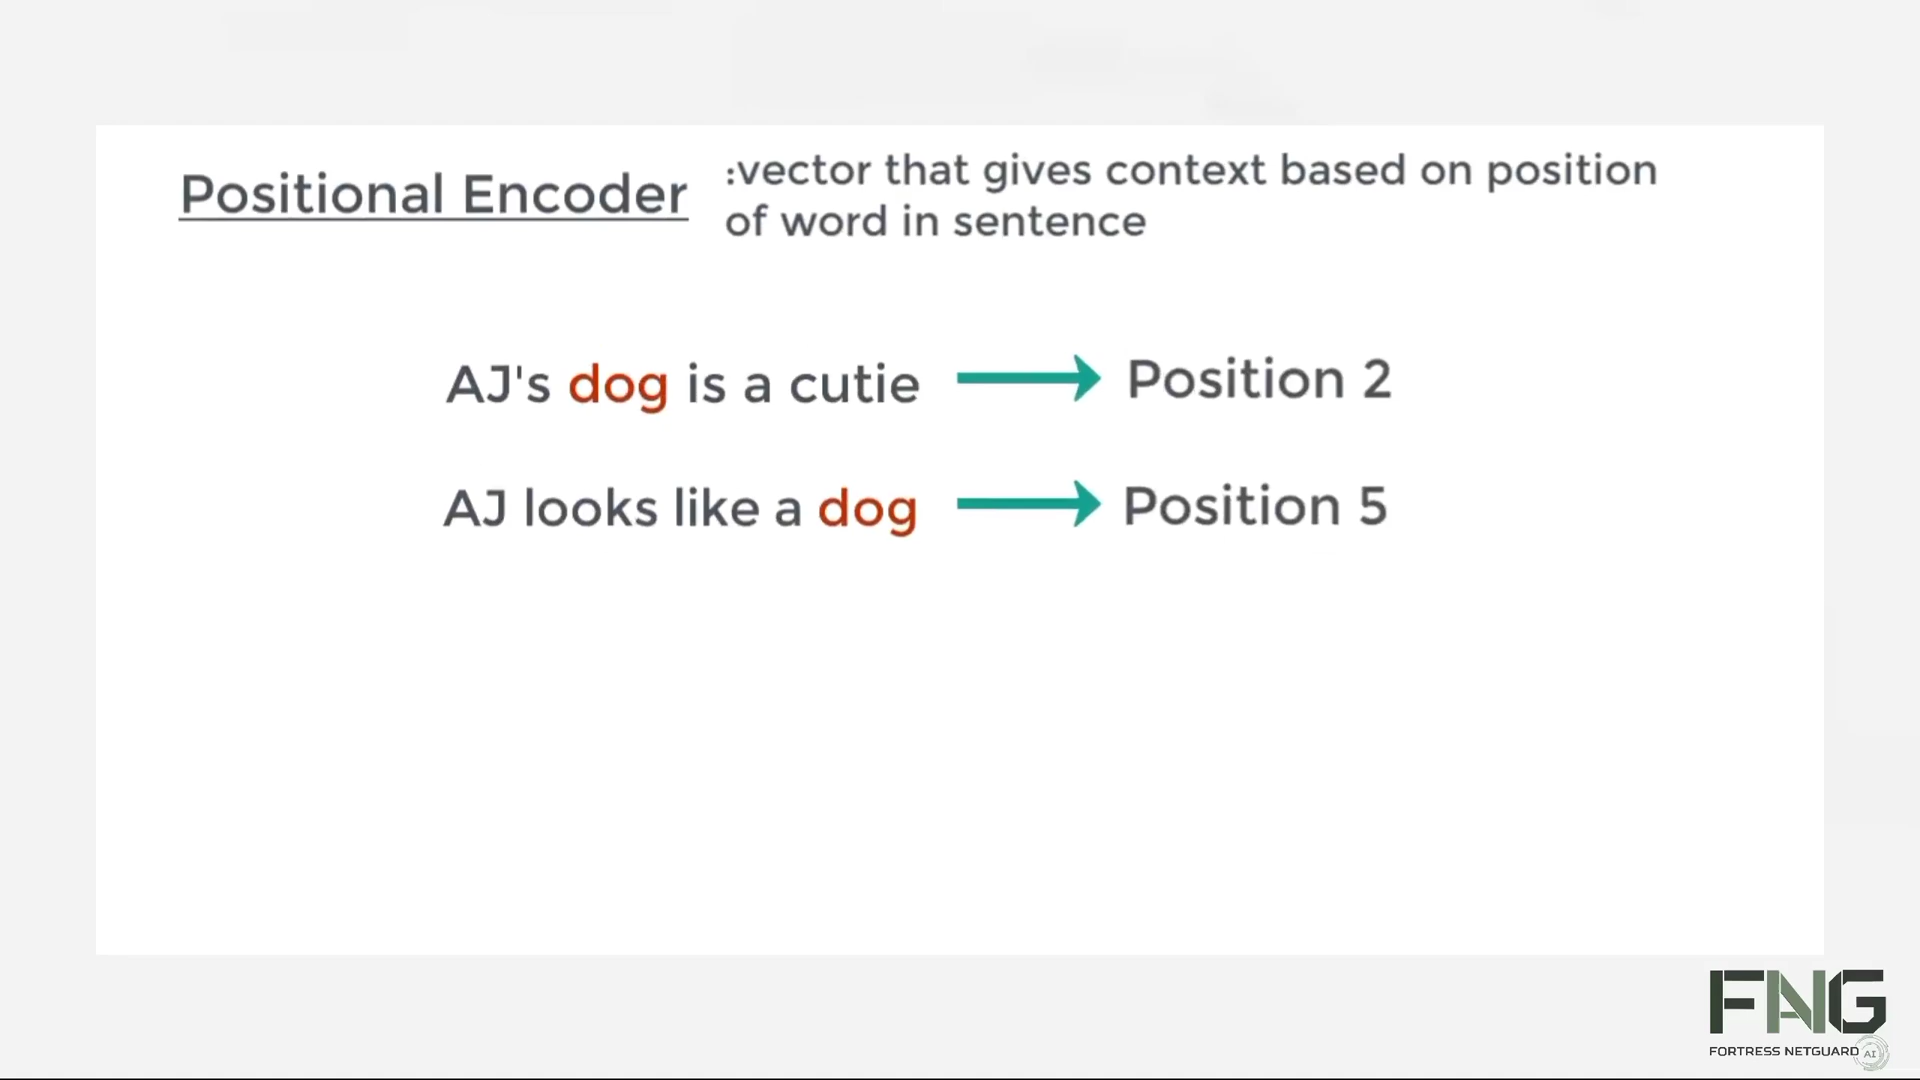 Positional Encoder
:vector that gives context based on position
of word in sentence
AJ's dog is a cutie
Position 2
AJ looks like a dog
Position 5
FNG
FORTRESS NETGUARD AI